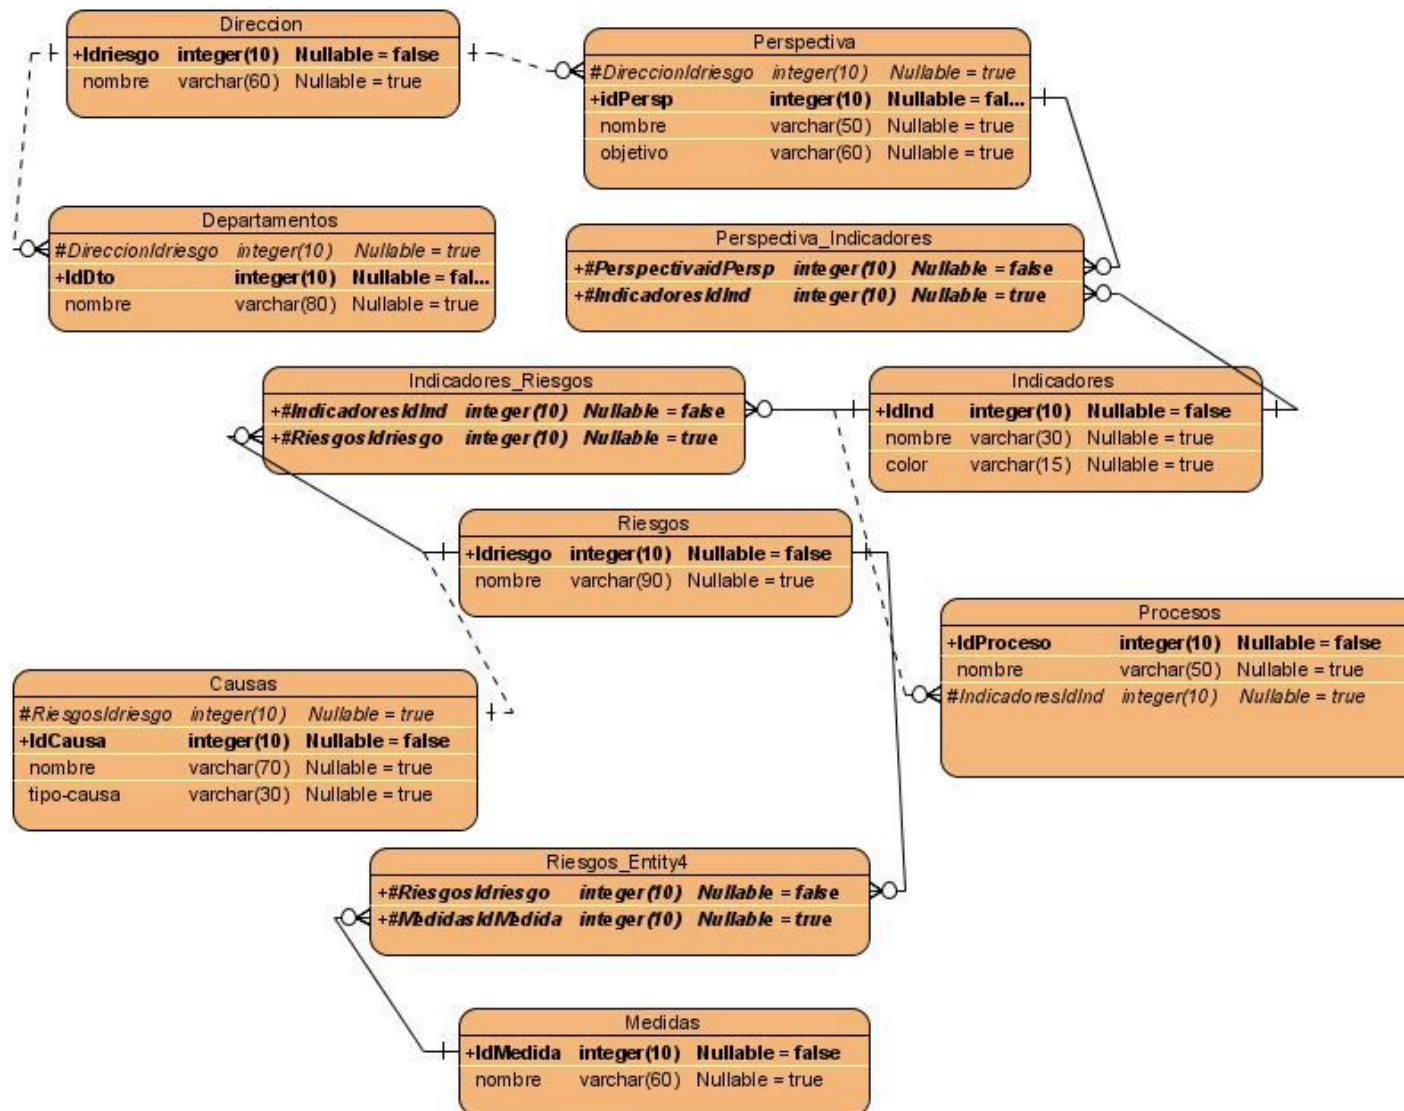 Direccion
+Idriesgo integer(10) Nullable = false
nombre varchar(60) Nullable = true
Perspectiva
#DireccionIdriesgo integer(10) Nullable = true
+idPersp integer(10) Nullable = fal...
nombre varchar(50) Nullable = true
objetivo varchar(60) Nullable = true
Departamentos
#DireccionIdriesgo integer(10) Nullable = true
+IdDto integer(10) Nullable = fal...
nombre varchar(80) Nullable = true
Perspectiva_Indicadores
+#PerspectivaidPersp integer(10) Nullable = false
+#IndicadoresIdInd integer(10) Nullable = true
Indicadores_Riesgos
+#IndicadoresIdInd integer(10) Nullable = false
+#RiesgosIdriesgo integer(10) Nullable = true
Indicadores
+IdInd integer(10) Nullable = false
nombre varchar(30) Nullable = true
color varchar(15) Nullable = true
Riesgos
+Idriesgo integer(10) Nullable = false
nombre varchar(90) Nullable = true
Procesos
+IdProceso integer(10) Nullable = false
nombre varchar(50) Nullable = true
#IndicadoresIdInd integer(10) Nullable = true
Causas
#RiesgosIdriesgo integer(10) Nullable = true
+IdCausa integer(10) Nullable = false
nombre varchar(70) Nullable = true
tipo-causa varchar(30) Nullable = true
Riesgos_Entity4
+#RiesgosIdriesgo integer(10) Nullable = false
+#MedidasIdMedida integer(10) Nullable = true
Medidas
+IdMedida integer(10) Nullable = false
nombre varchar(60) Nullable = true